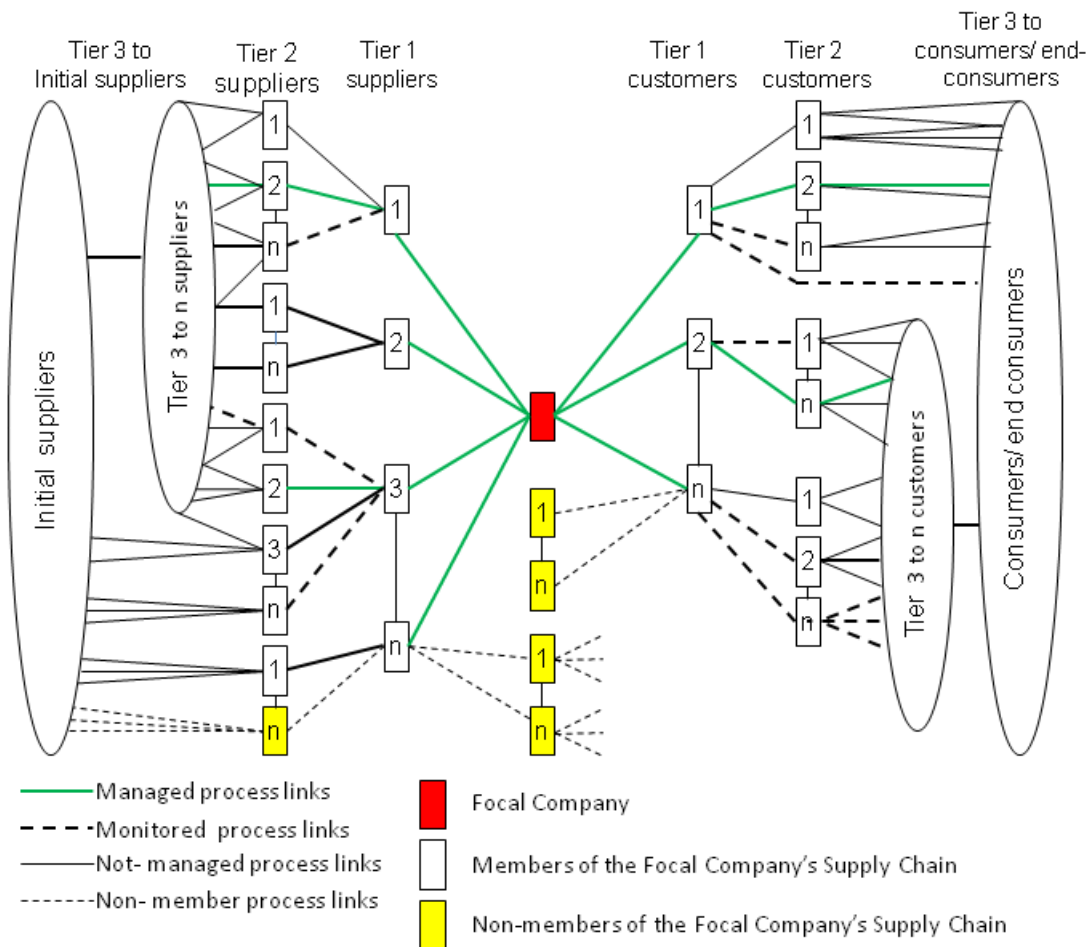 Tier 3 to
Initial suppliers
Tier 2
suppliers
Tier 1
suppliers
Tier 1
customers
Tier 2
customers
Tier 3 to
consumers/ end-
consumers
Initial suppliers
Tier 3 to n suppliers
1
2
n
1
n
1
2
3
n
1
n
1
2
3
n
1
n
1
n
1
2
n
1
2
n
1
n
1
2
n
Tier 3 to n customers
Consumers/ end consumers
Managed process links
Monitored process links
Not- managed process links
Non- member process links
Focal Company
Members of the Focal Company's Supply Chain
Non-members of the Focal Company's Supply Chain